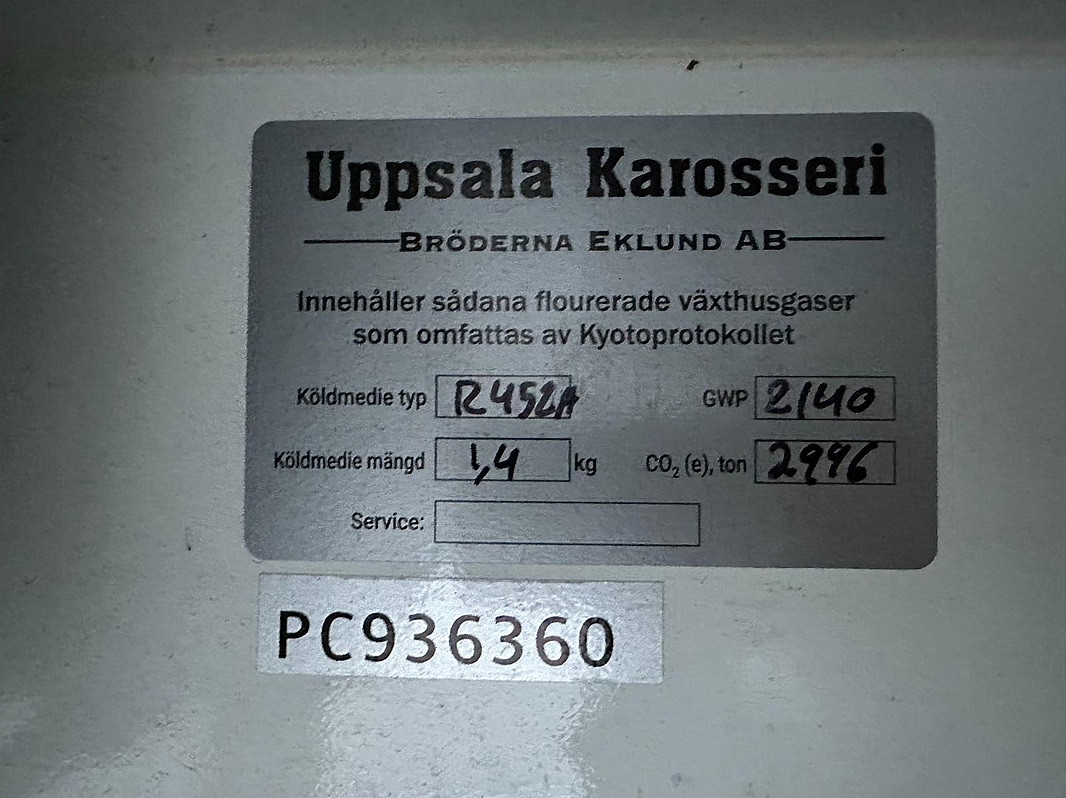 Uppsala Karosseri
BRÖDERNA EKLUND AB
Innehåller sådana flourerade växthusgaser
som omfattas av Kyotoprotokollet
Köldmedie typ R452A GWP 2140
Köldmedie mängd 1,4 kg CO₂ (e), ton 2996
Service:
PC936360